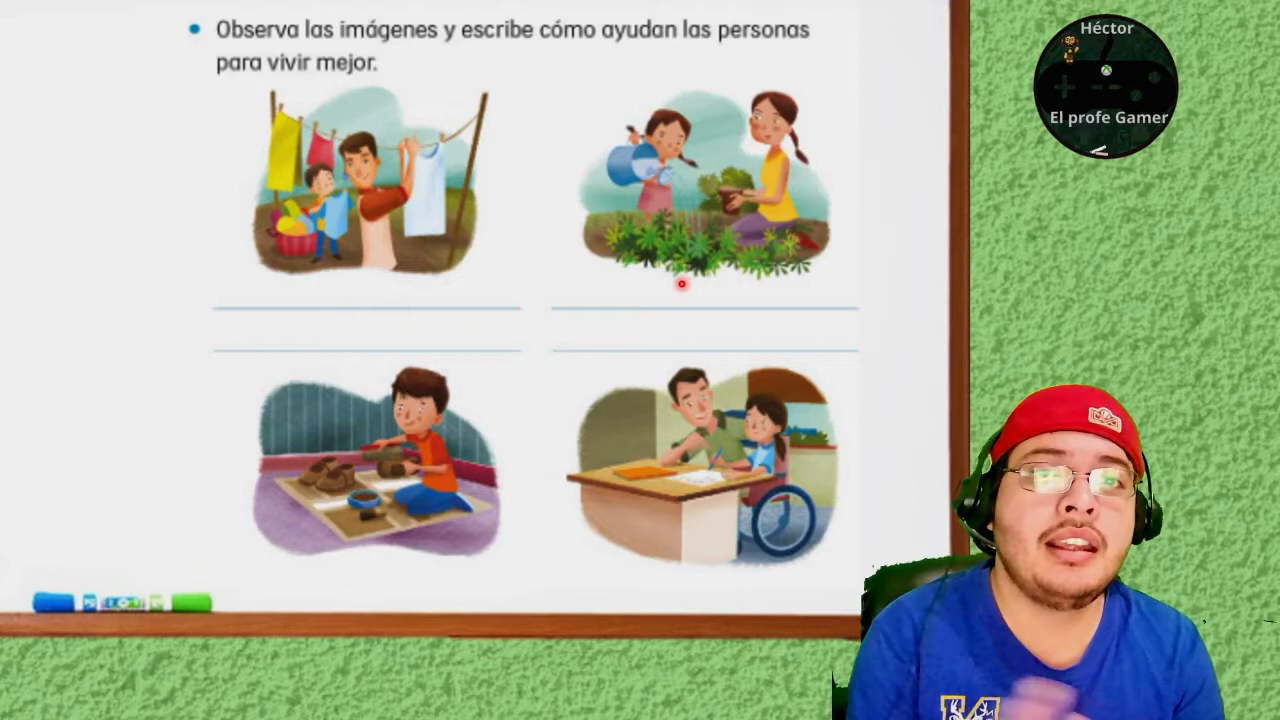 Observa las imágenes y escribe cómo ayudan las personas
para vivir mejor.
Héctor
El profe Gamer